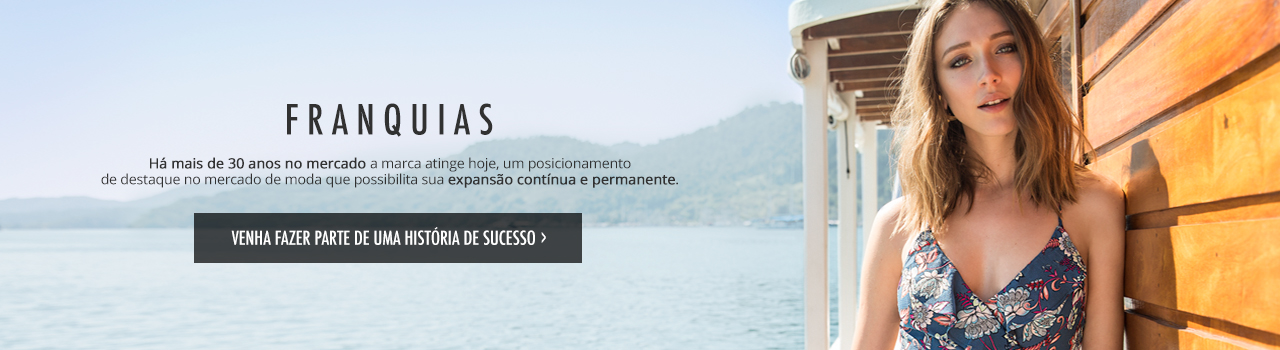 FRANQUIAS
Há mais de 30 anos no mercado a marca atinge hoje, um posicionamento
de destaque no mercado de moda que possibilita sua expansão contínua e permanente.
VENHA FAZER PARTE DE UMA HISTÓRIA DE SUCESSO ›